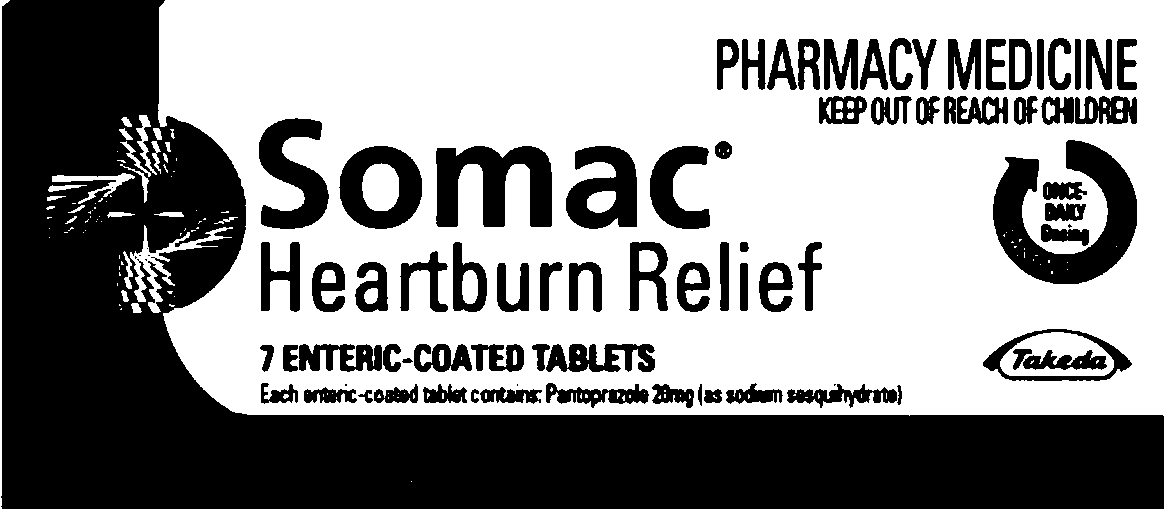 PHARMACY MEDICINE
KEEP OUT OF REACH OF CHILDREN
Somac®
Heartburn Relief
ONCE-
DAILY
Dosing
7 ENTERIC-COATED TABLETS
Each enteric-coated tablet contains: Pantoprazole 20mg (as sodium sesquihydrate)
Takeda